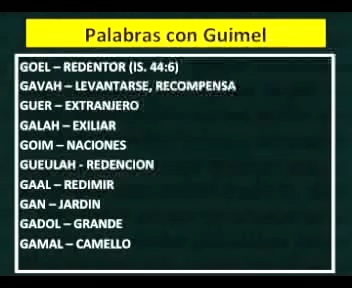 Palabras con Guimel
GOEL – REDENTOR (IS. 44:6)
GAVAH – LEVANTARSE, RECOMPENSA
GUER – EXTRANJERO
GALAH – EXILIAR
GOIM – NACIONES
GUEULAH - REDENCION
GAAL – REDIMIR
GAN – JARDIN
GADOL – GRANDE
GAMAL – CAMELLO